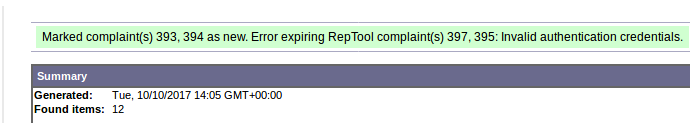 Marked complaint(s) 393, 394 as new. Error expiring RepTool complaint(s) 397, 395: Invalid authentication credentials.
Summary
Generated: Tue, 10/10/2017 14:05 GMT+00:00
Found items: 12